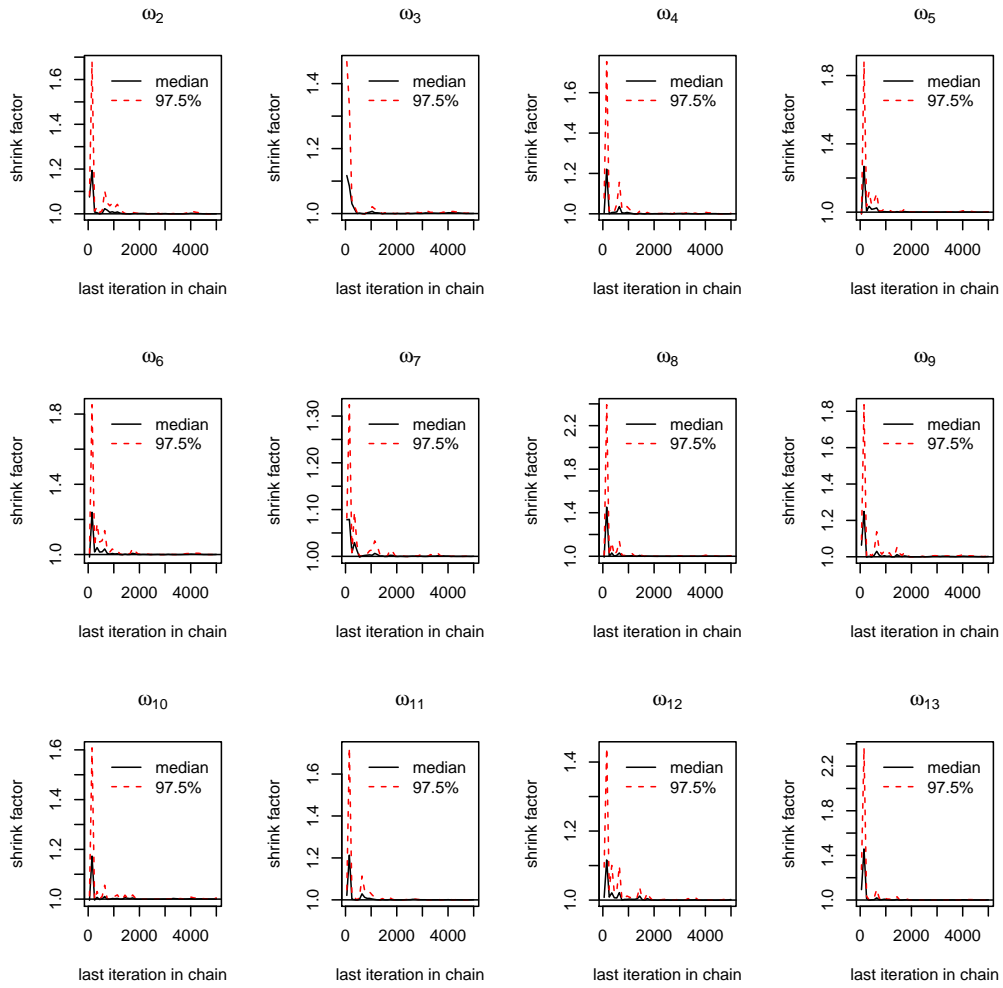 ω2
ω3
ω4
ω5
shrink factor
1.0 1.2 1.4 1.6
median
97.5%
0 2000 4000
last iteration in chain
shrink factor
1.0 1.2 1.4
median
97.5%
0 2000 4000
last iteration in chain
shrink factor
1.0 1.2 1.4 1.6
median
97.5%
0 2000 4000
last iteration in chain
shrink factor
1.0 1.4 1.8
median
97.5%
0 2000 4000
last iteration in chain
ω6
ω7
ω8
ω9
shrink factor
1.0 1.4 1.8
median
97.5%
0 2000 4000
last iteration in chain
shrink factor
1.00 1.10 1.20 1.30
median
97.5%
0 2000 4000
last iteration in chain
shrink factor
1.0 1.4 1.8 2.2
median
97.5%
0 2000 4000
last iteration in chain
shrink factor
1.0 1.2 1.4 1.6 1.8
median
97.5%
0 2000 4000
last iteration in chain
ω10
ω11
ω12
ω13
shrink factor
1.0 1.2 1.4 1.6
median
97.5%
0 2000 4000
last iteration in chain
shrink factor
1.0 1.2 1.4 1.6
median
97.5%
0 2000 4000
last iteration in chain
shrink factor
1.0 1.2 1.4
median
97.5%
0 2000 4000
last iteration in chain
shrink factor
1.0 1.4 1.8 2.2
median
97.5%
0 2000 4000
last iteration in chain